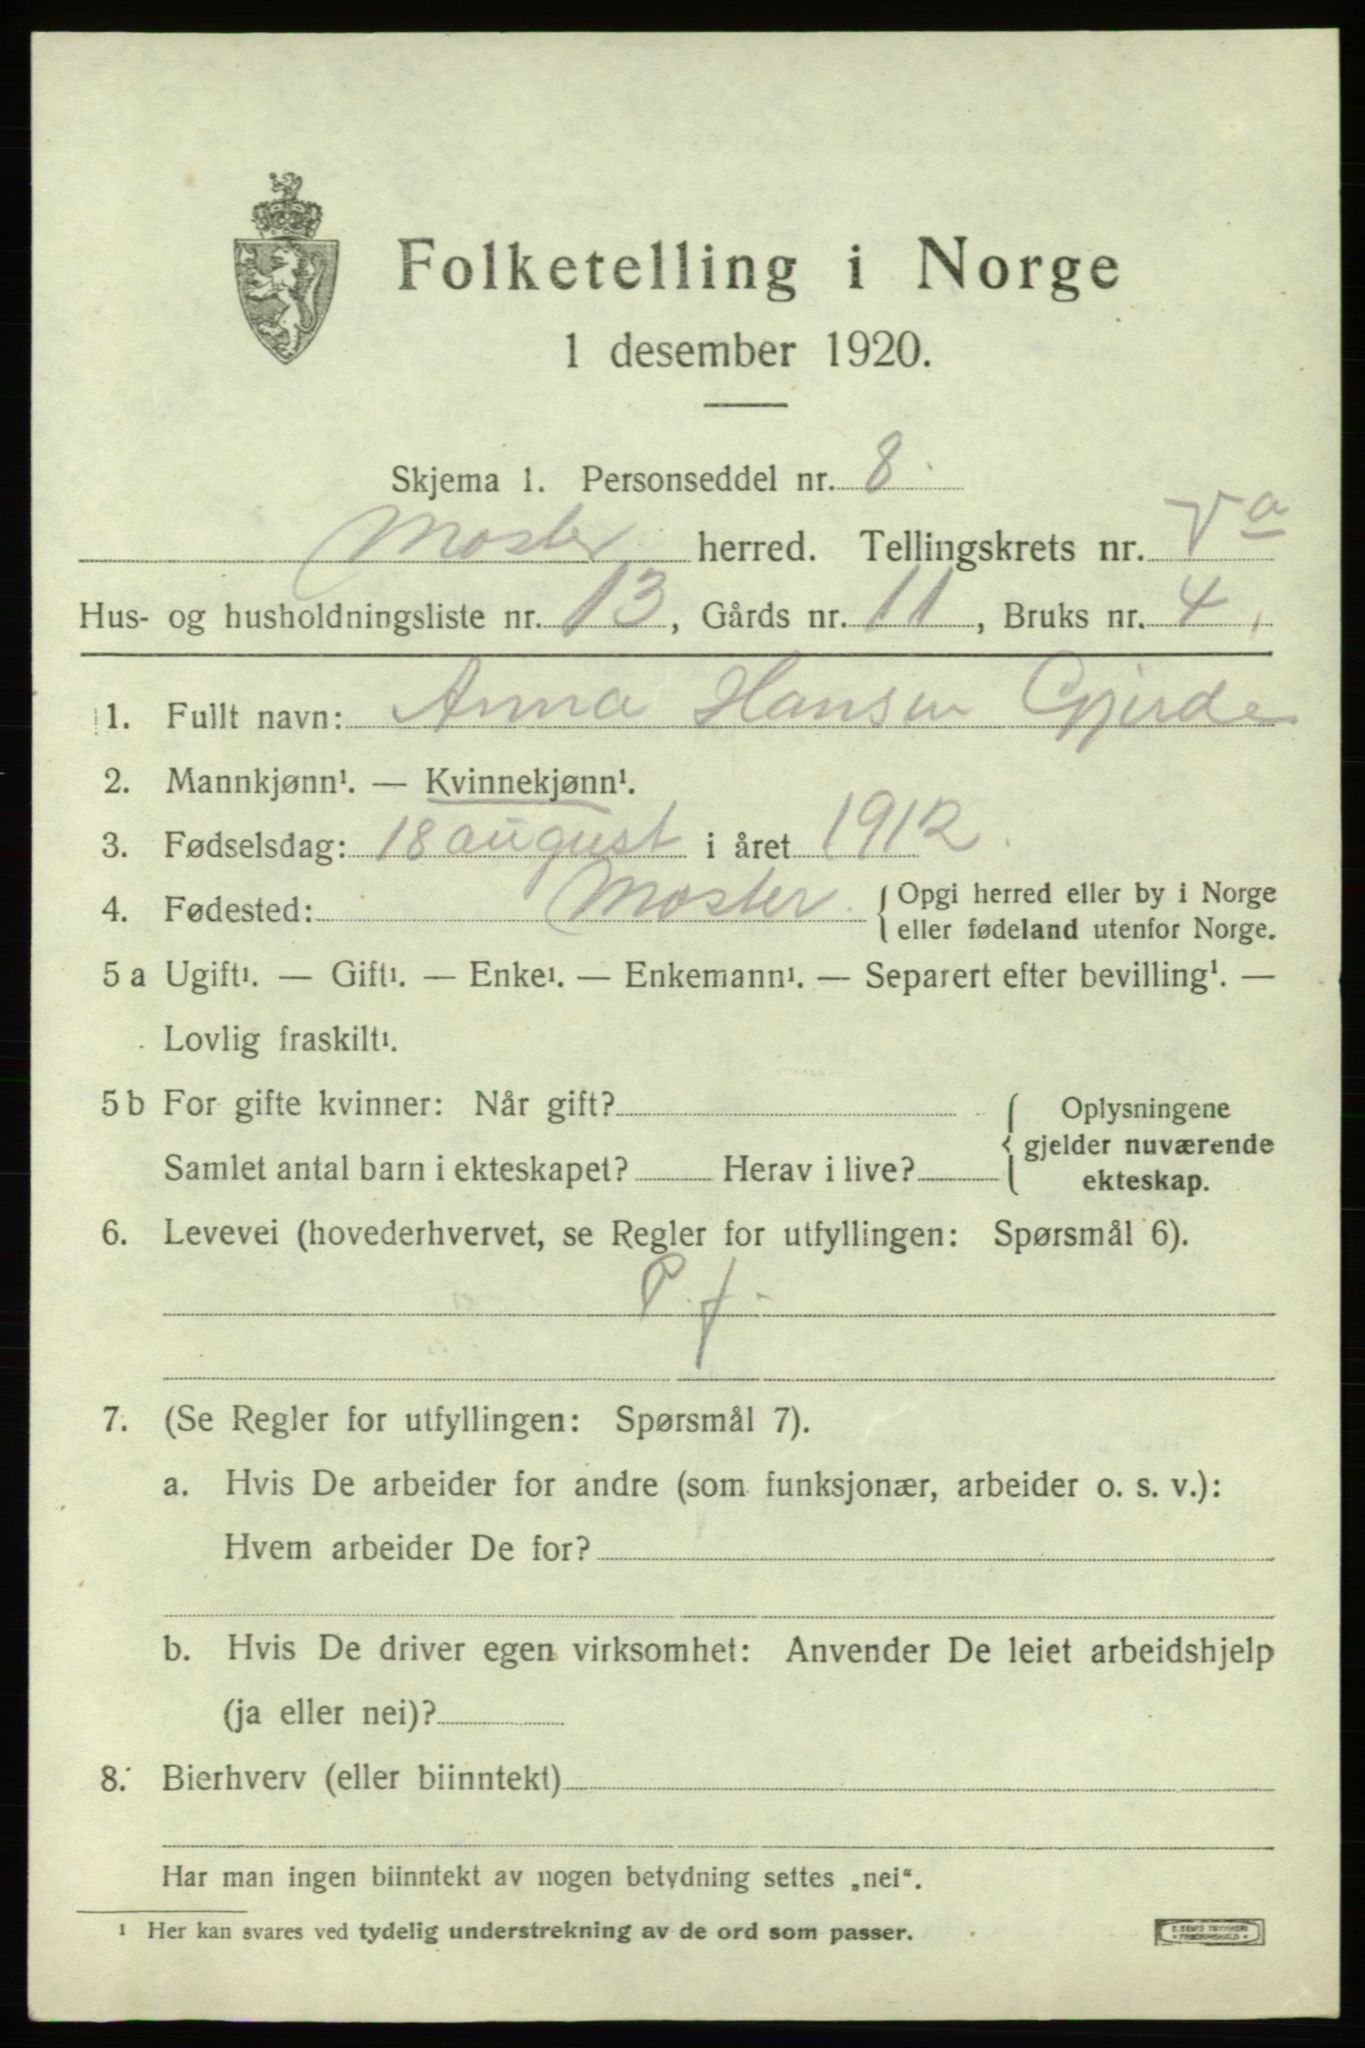 Folketelling i Norge
1 desember 1920.
Skjema 1. Personseddel nr. 8.
Moster herred. Tellingskrets nr. Va
Hus- og husholdningsliste nr. 13, Gårds nr. 11, Bruks nr. 4,
1. Fullt navn: Anna Hansen Gjerde
2. Mannkjønn¹. — Kvinnekjønn¹.
3. Fødselsdag: 18 august i året 1912.
4. Fødested: Moster. { Opgi herred eller by i Norge
eller fødeland utenfor Norge.
5 a Ugift¹. — Gift¹. — Enke¹. — Enkemann¹. — Separert efter bevilling¹. —
Lovlig fraskilt¹.
5 b For gifte kvinner: Når gift?
Samlet antal barn i ekteskapet? Herav i live?
{ Oplysningene
gjelder nuværende
ekteskap.
6. Levevei (hovederhvervet, se Regler for utfyllingen: Spørsmål 6).
P. f.
7. (Se Regler for utfyllingen: Spørsmål 7).
a. Hvis De arbeider for andre (som funksjonær, arbeider o. s. v.):
Hvem arbeider De for?
b. Hvis De driver egen virksomhet: Anvender De leiet arbeidshjelp
(ja eller nei)?
8. Bierhverv (eller biinntekt)
Har man ingen biinntekt av nogen betydning settes „nei“.
¹ Her kan svares ved tydelig understrekning av de ord som passer.